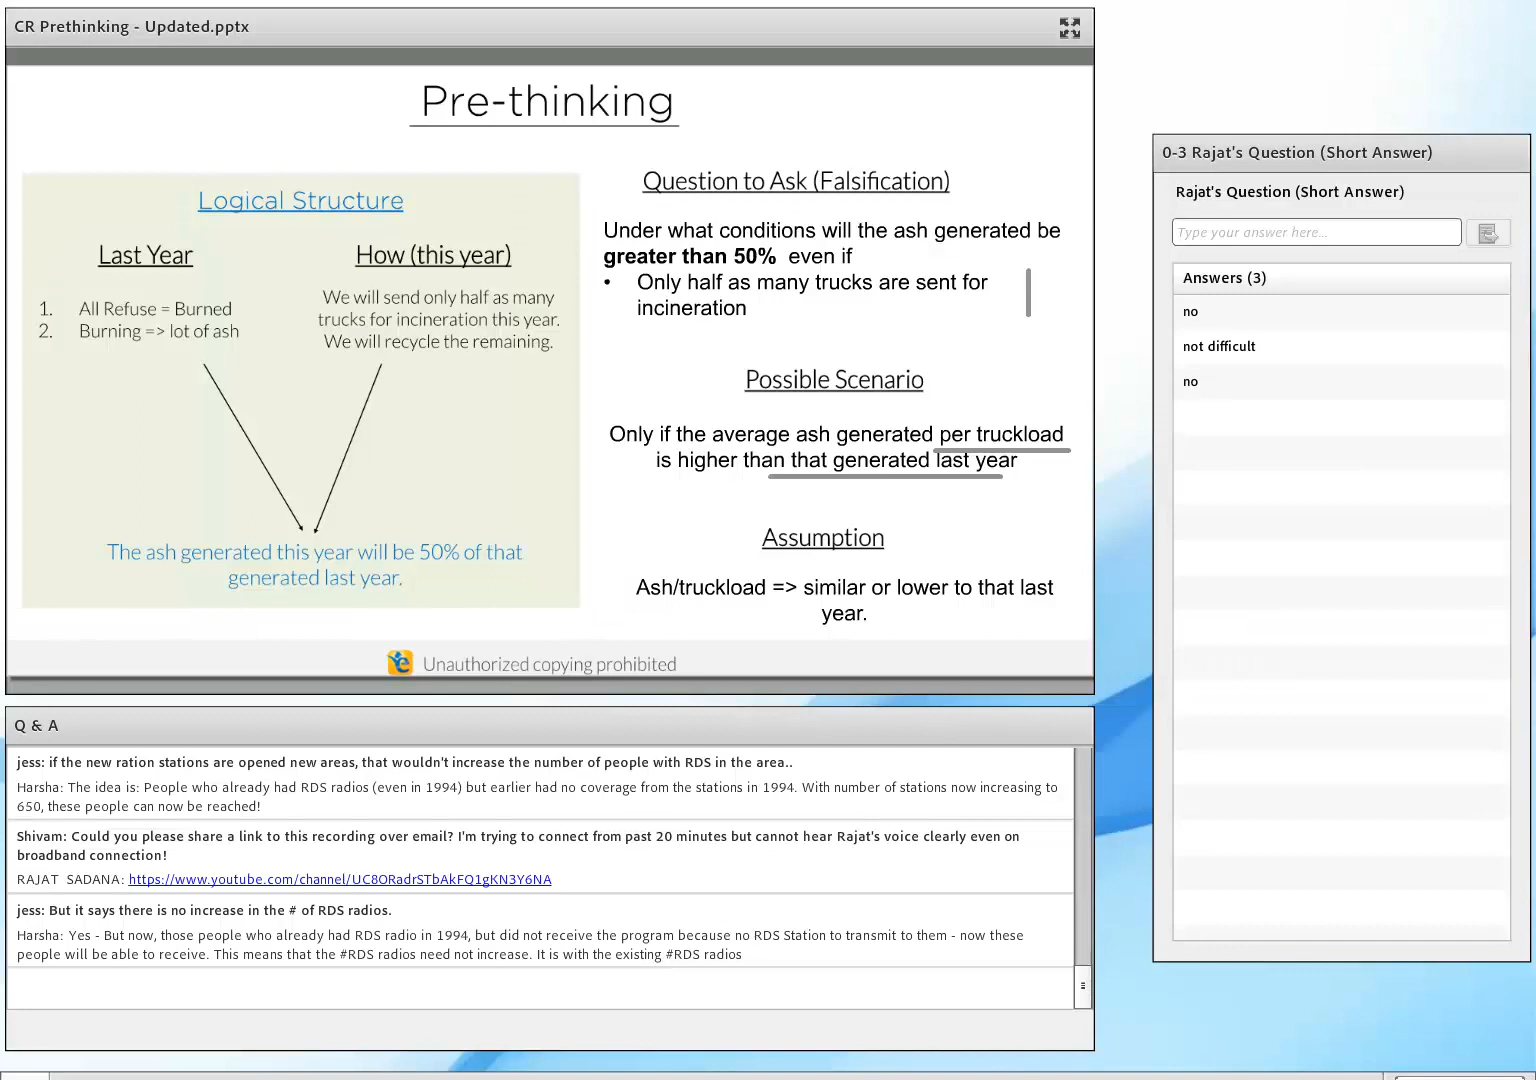 CR Prethinking - Updated.pptx
Pre-thinking
Logical Structure
Last Year
How (this year)
1. All Refuse = Burned
2. Burning => lot of ash
We will send only half as many
trucks for incineration this year.
We will recycle the remaining.
The ash generated this year will be 50% of that
generated last year.
Question to Ask (Falsification)
Under what conditions will the ash generated be
greater than 50% even if
• Only half as many trucks are sent for
incineration
Possible Scenario
Only if the average ash generated per truckload
is higher than that generated last year
Assumption
Ash/truckload => similar or lower to that last
year.
Unauthorized copying prohibited
Q & A
jess: if the new ration stations are opened new areas, that wouldn't increase the number of people with RDS in the area..
Harsha: The idea is: People who already had RDS radios (even in 1994) but earlier had no coverage from the stations in 1994. With number of stations now increasing to
650, these people can now be reached!
Shivam: Could you please share a link to this recording over email? I'm trying to connect from past 20 minutes but cannot hear Rajat's voice clearly even on
broadband connection!
RAJAT SADANA: https://www.youtube.com/channel/UC8ORadrSTbAkFQ1gKN3Y6NA
jess: But it says there is no increase in the # of RDS radios.
Harsha: Yes - But now, those people who already had RDS radio in 1994, but did not receive the program because no RDS Station to transmit to them - now these
people will be able to receive. This means that the #RDS radios need not increase. It is with the existing #RDS radios
0-3 Rajat's Question (Short Answer)
Rajat's Question (Short Answer)
Type your answer here...
Answers (3)
no
not difficult
no